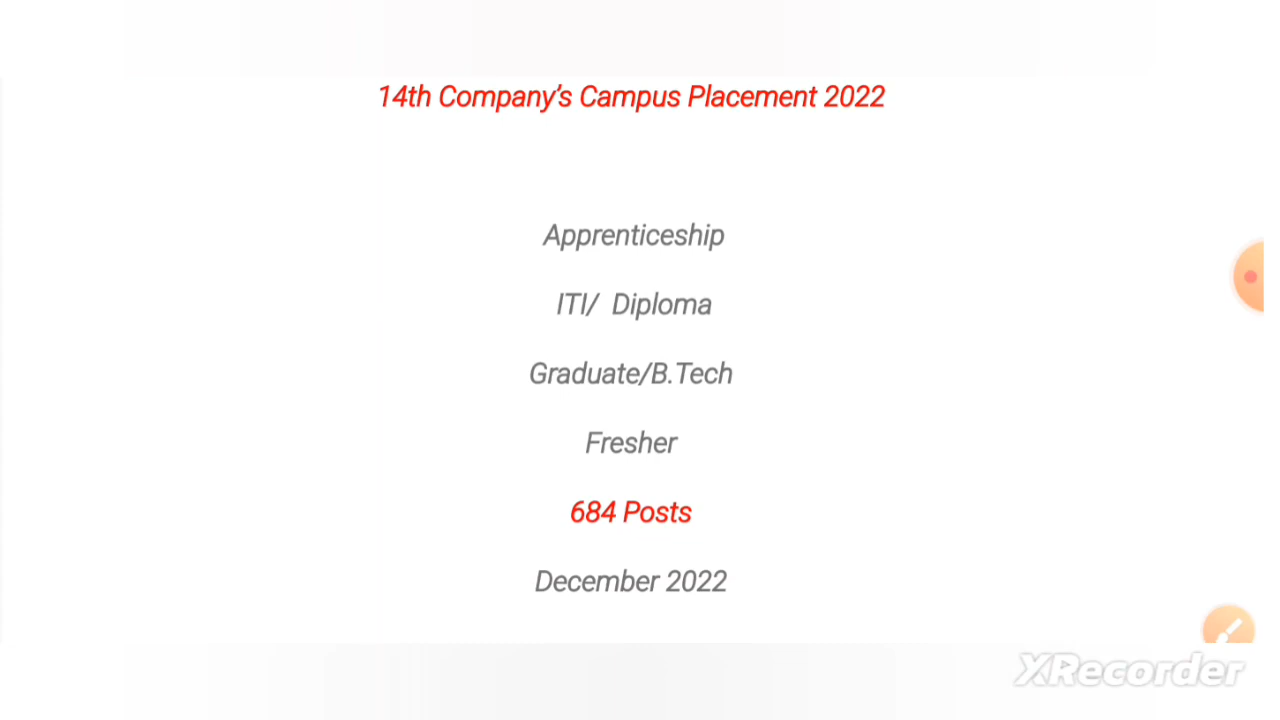 14th Company's Campus Placement 2022
Apprenticeship
ITI/ Diploma
Graduate/B.Tech
Fresher
684 Posts
December 2022
XRecorder